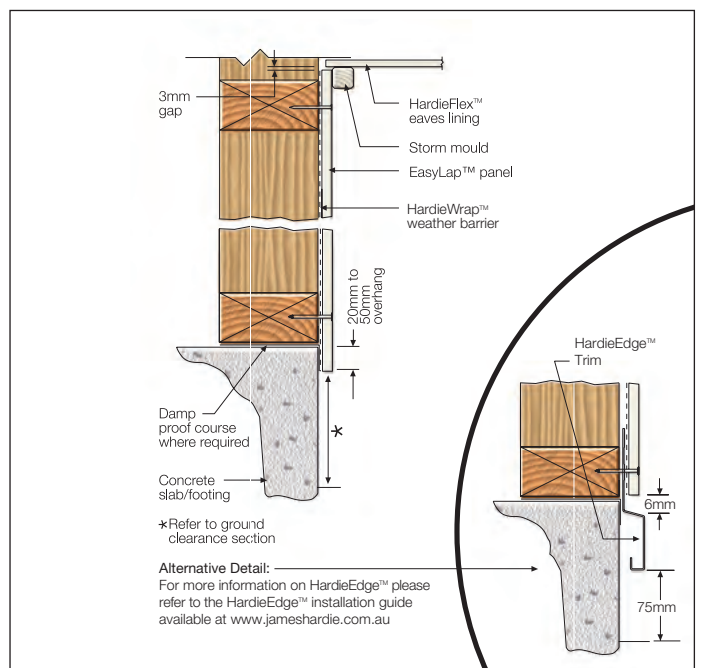 3mm
gap
HardieFlex™
eaves lining
Storm mould
EasyLap™ panel
HardieWrap™
weather barrier
20mm to
50mm
overhang
HardieEdge™
Trim
Damp
proof course
where required
*
Concrete
slab/footing
6mm
*Refer to ground
clearance section
Alternative Detail:
For more information on HardieEdge™ please
refer to the HardieEdge™ installation guide
available at www.jameshardie.com.au
75mm